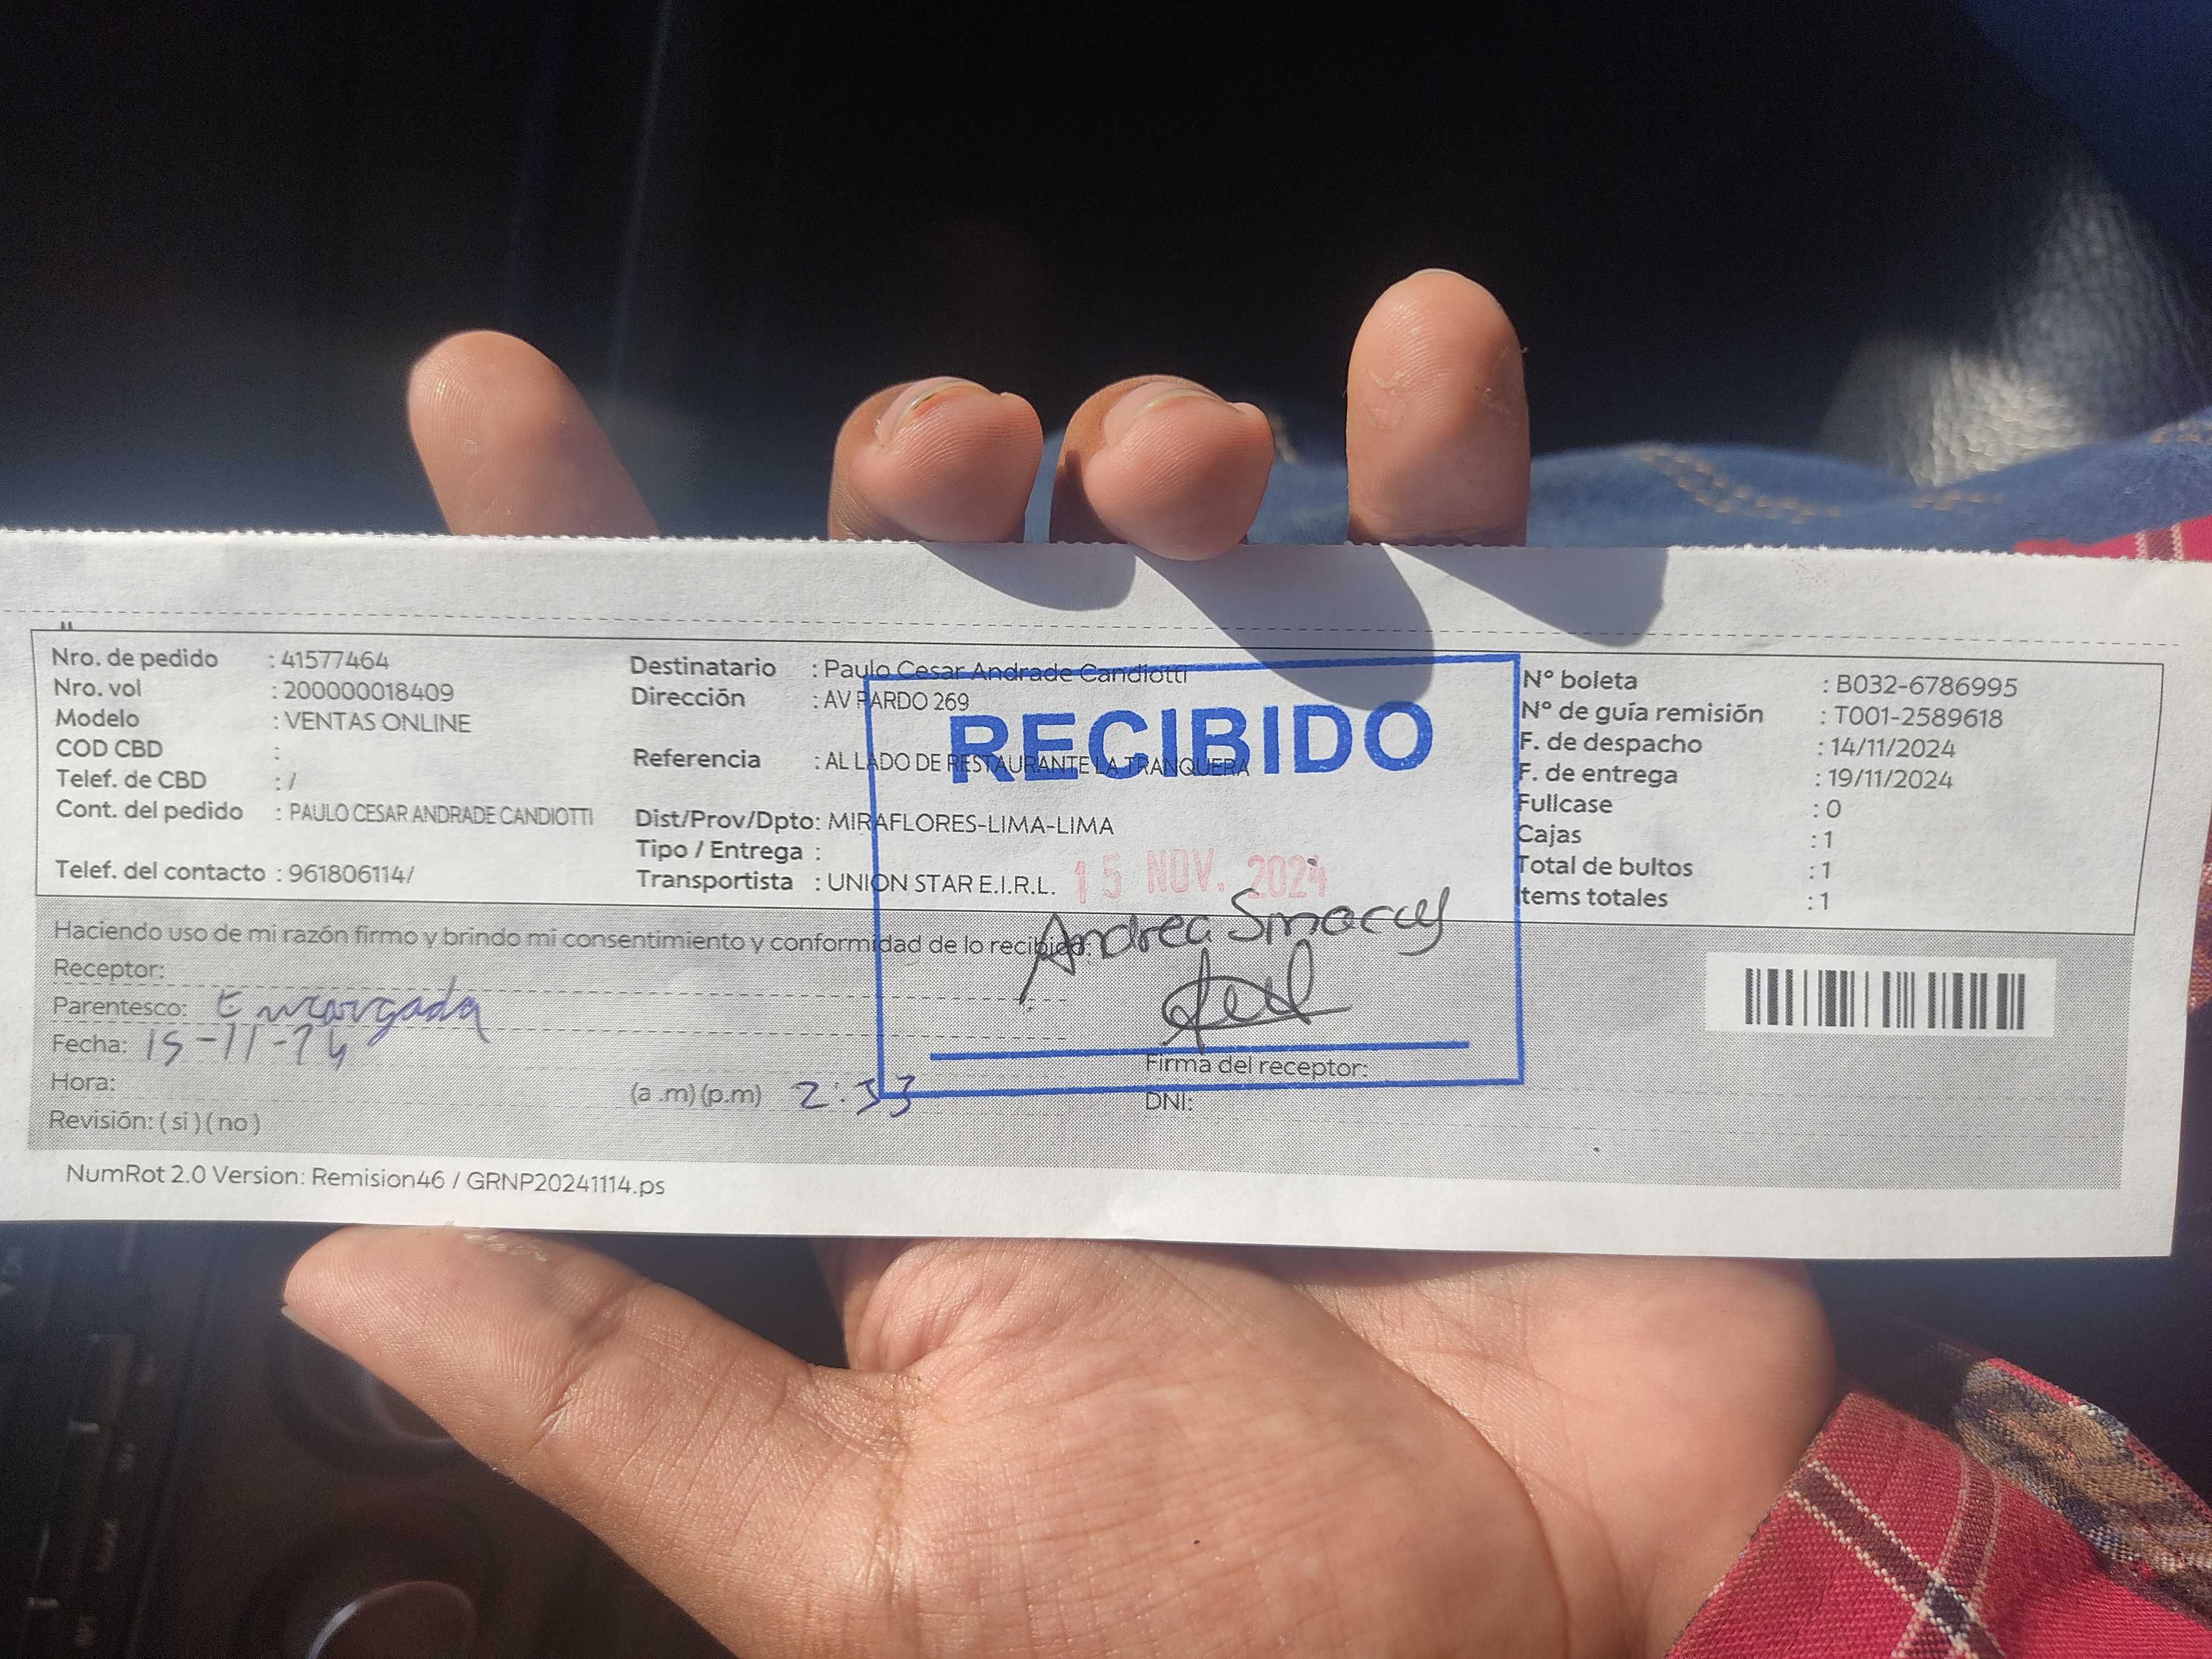 Nro. de pedido : 41577464
Nro. vol : 200000018409
Modelo : VENTAS ONLINE
COD CBD :
Telef. de CBD : /
Cont. del pedido : PAULO CESAR ANDRADE CANDIOTTI
Telef. del contacto : 961806114/
Destinatario : Paulo Cesar Andrade Candiotti
Dirección : AV PARDO 269
Referencia : AL LADO DE RESTAURANTE LA TRANQUERA
Dist/Prov/Dpto: MIRAFLORES-LIMA-LIMA
Tipo / Entrega :
Transportista : UNION STAR E.I.R.L.
Nº boleta : B032-6786995
Nº de guía remisión : T001-2589618
F. de despacho : 14/11/2024
F. de entrega : 19/11/2024
Fullcase : 0
Cajas : 1
Total de bultos : 1
Items totales : 1
RECIBIDO
15 NOV. 2024
Andrea
Haciendo uso de mi razón firmo y brindo mi consentimiento y conformidad de lo recibido.
Receptor:
Parentesco: Encargada
Fecha: 15-11-24
Hora: (a .m) (p.m) 2:33
Revisión: ( si ) ( no )
Firma del receptor:
DNI:
NumRot 2.0 Version: Remision46 / GRNP20241114.ps